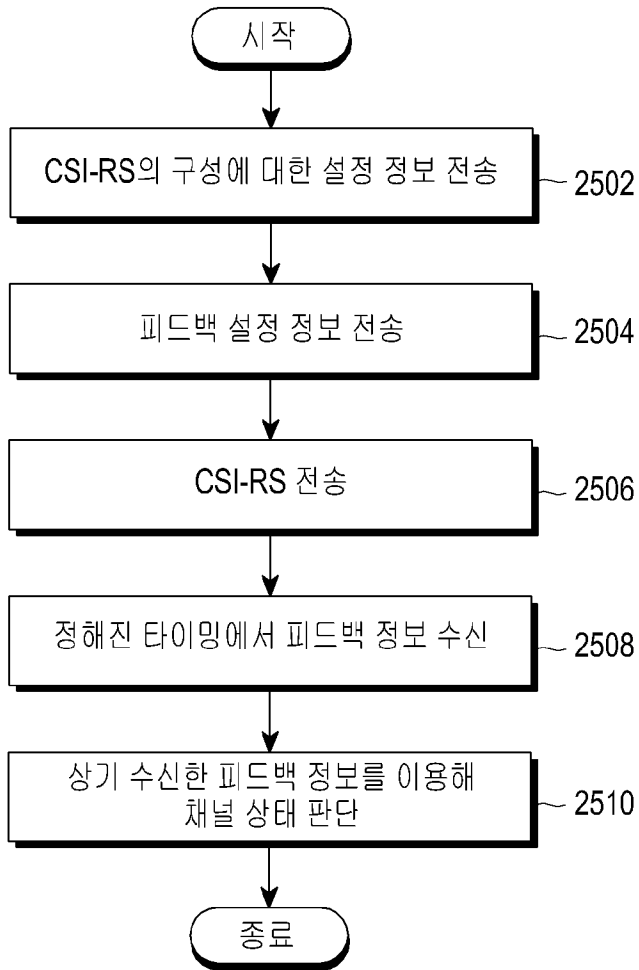 시작
CSI-RS의 구성에 대한 설정 정보 전송
2502
피드백 설정 정보 전송
2504
CSI-RS 전송
2506
정해진 타이밍에서 피드백 정보 수신
2508
상기 수신한 피드백 정보를 이용해
채널 상태 판단
2510
종료